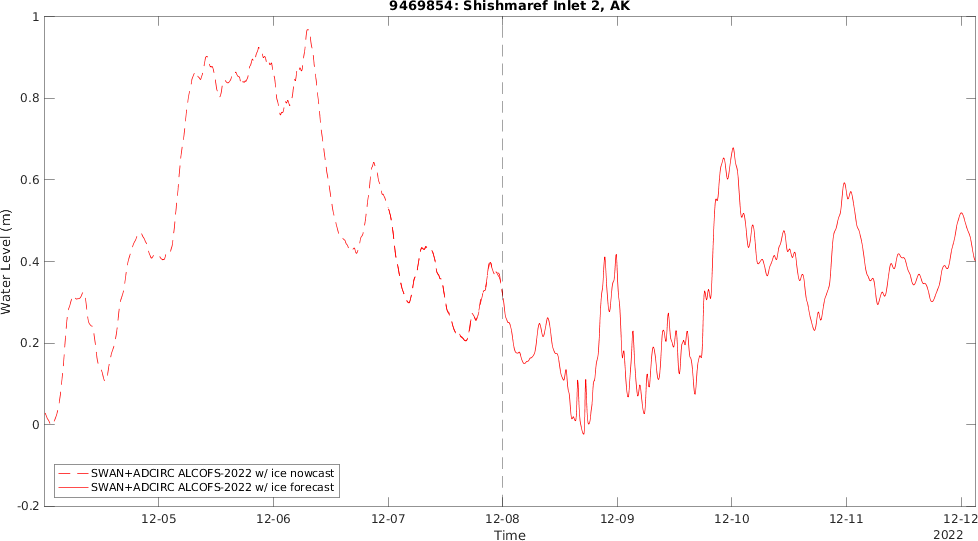 9469854: Shishmaref Inlet 2, AK
1
0.8
0.6
0.4
0.2
0
-0.2
Water Level (m)
SWAN+ADCIRC ALCOFS-2022 w/ ice nowcast
SWAN+ADCIRC ALCOFS-2022 w/ ice forecast
12-05 12-06 12-07 12-08 12-09 12-10 12-11 12-12
Time
2022